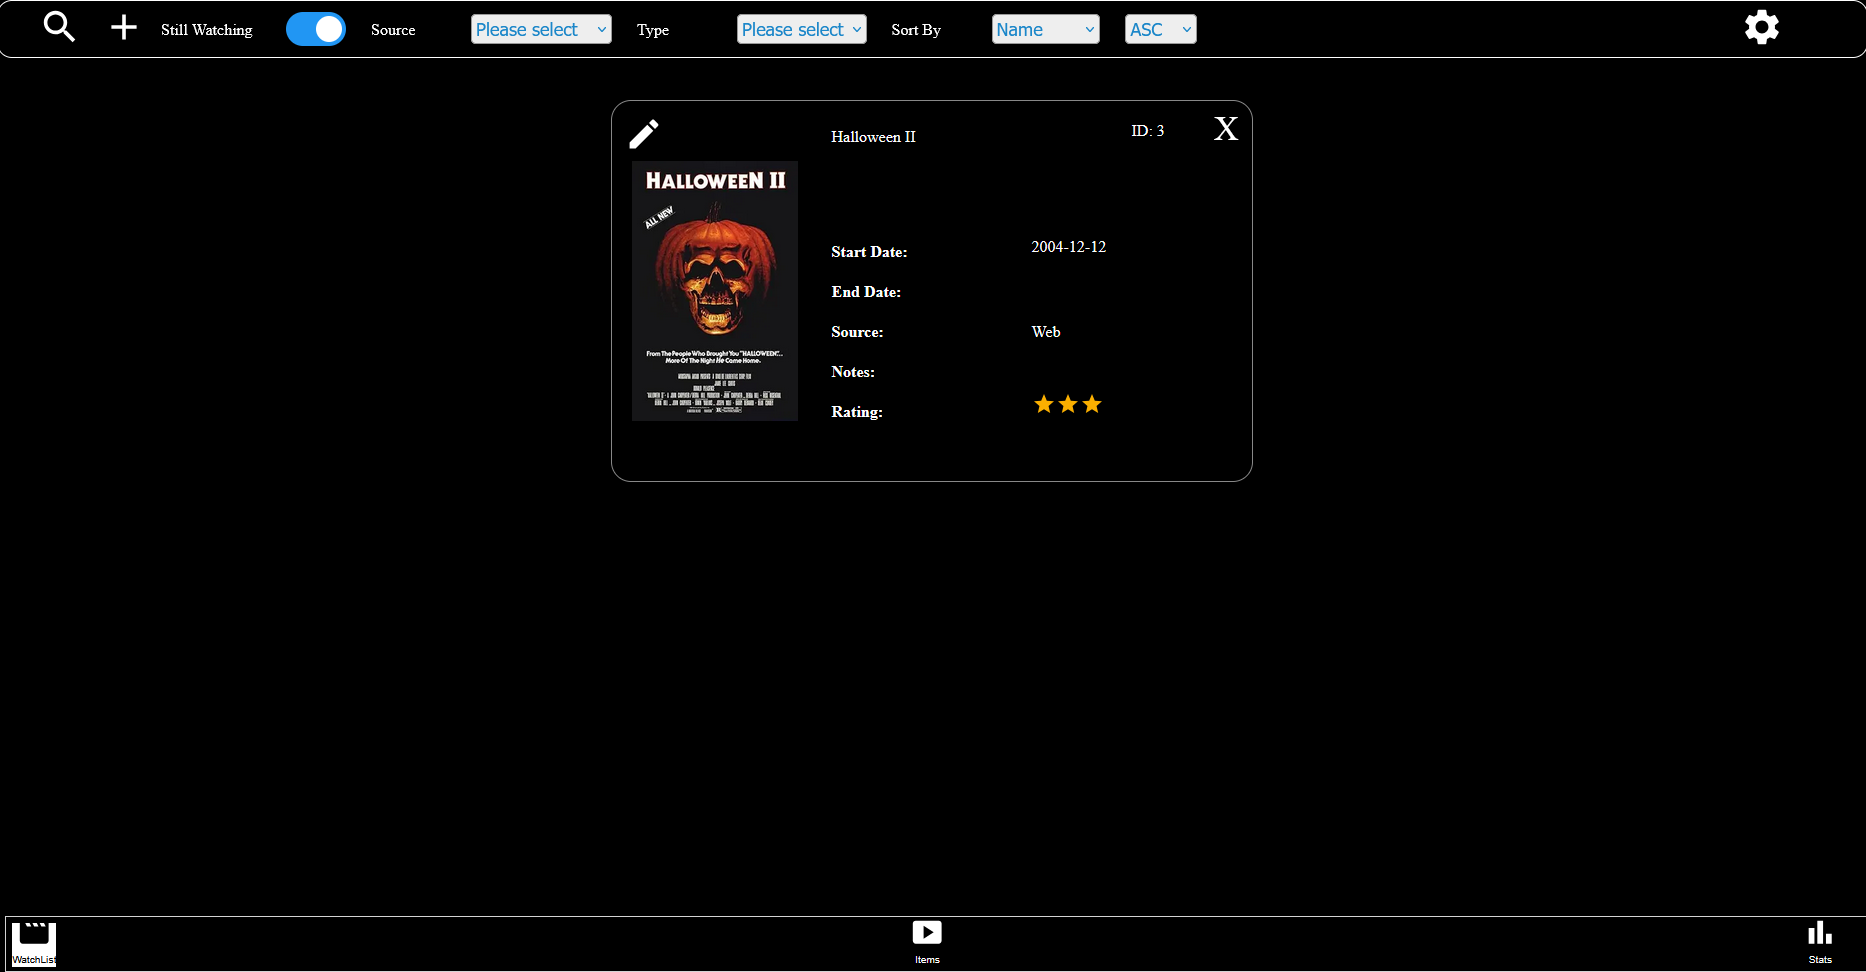 Still Watching
Source
Please select
Type
Please select
Sort By
Name
ASC
Halloween II
ID: 3
X
HALLOWEEN II
ALL NEW
From The People Who Brought You "HALLOWEEN"...
More Of The Night He Came Home.
Start Date:
2004-12-12
End Date:
Source:
Web
Notes:
Rating:
WatchList
Items
Stats